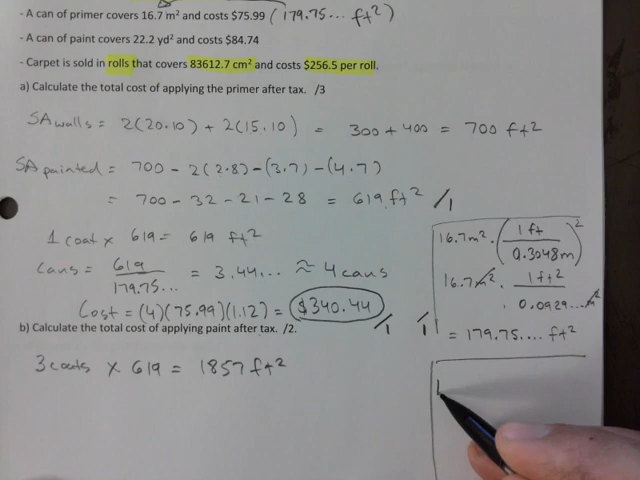 - A can of primer covers 16.7 m² and costs $75.99 (179.75... ft²)
- A can of paint covers 22.2 yd² and costs $84.74
- Carpet is sold in rolls that covers 83612.7 cm² and costs $256.5 per roll.
a) Calculate the total cost of applying the primer after tax. /3
SA walls = 2(20·10) + 2(15·10) = 300 + 400 = 700 ft²
SA painted = 700 - 2(2·8) - (3·7) - (4·7)
= 700 - 32 - 21 - 28 = 619 ft² /1
1 coat × 619 = 619 ft²
Cans = 619/179.75... = 3.44... ≈ 4 cans
Cost = (4)(75.99)(1.12) = $340.44 /1
16.7m² · (1 ft/0.3048m)²
16.7m² · 1 ft²/0.0929...m²
/1 = 179.75.... ft²
b) Calculate the total cost of applying paint after tax. /2.
3 coats × 619 = 1857 ft²